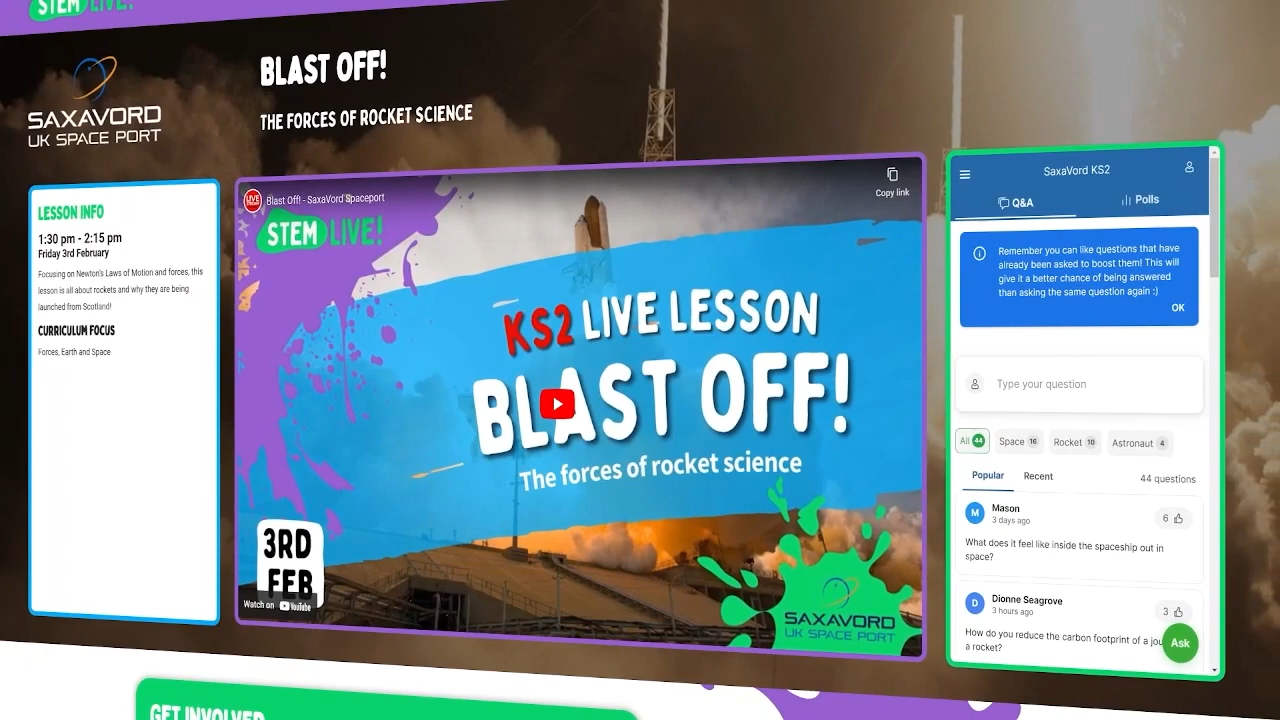 STEM LIVE!
SAXAVORD
UK SPACE PORT
BLAST OFF!
THE FORCES OF ROCKET SCIENCE
LESSON INFO
1:30 pm - 2:15 pm
Friday 3rd February
Focusing on Newton's Laws of Motion and forces, this
lesson is all about rockets and why they are being
launched from Scotland!
CURRICULUM FOCUS
Forces, Earth and Space
LIVE
Blast Off! - SaxaVord Spaceport
Copy link
STEM LIVE!
KS2 LIVE LESSON
BLAST OFF!
The forces of rocket science
3RD
FEB
Watch on YouTube
SAXAVORD
UK SPACE PORT
SaxaVord KS2
Q&A
Polls
Remember you can like questions that have
already been asked to boost them! This will
give it a better chance of being answered
than asking the same question again :)
OK
Type your question
All 44 Space 16 Rocket 10 Astronaut 4
Popular Recent 44 questions
M Mason
3 days ago
6
What does it feel like inside the spaceship out in
space?
D Dionne Seagrove
3 hours ago
3
How do you reduce the carbon footprint of a
a rocket?
Ask
GET INVOLVED